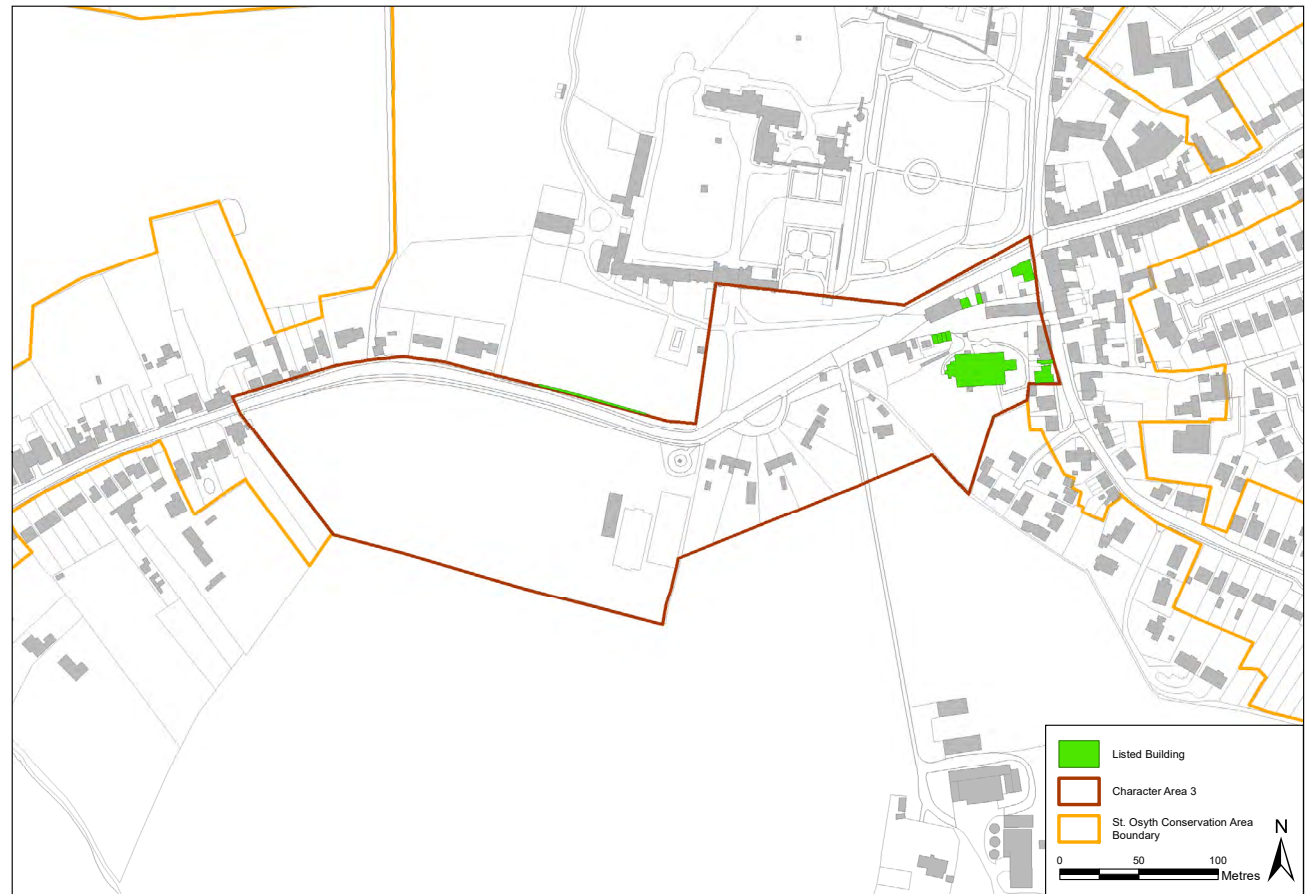 Listed Building
Character Area 3
St. Osyth Conservation Area
Boundary
N
0 50 100
Metres